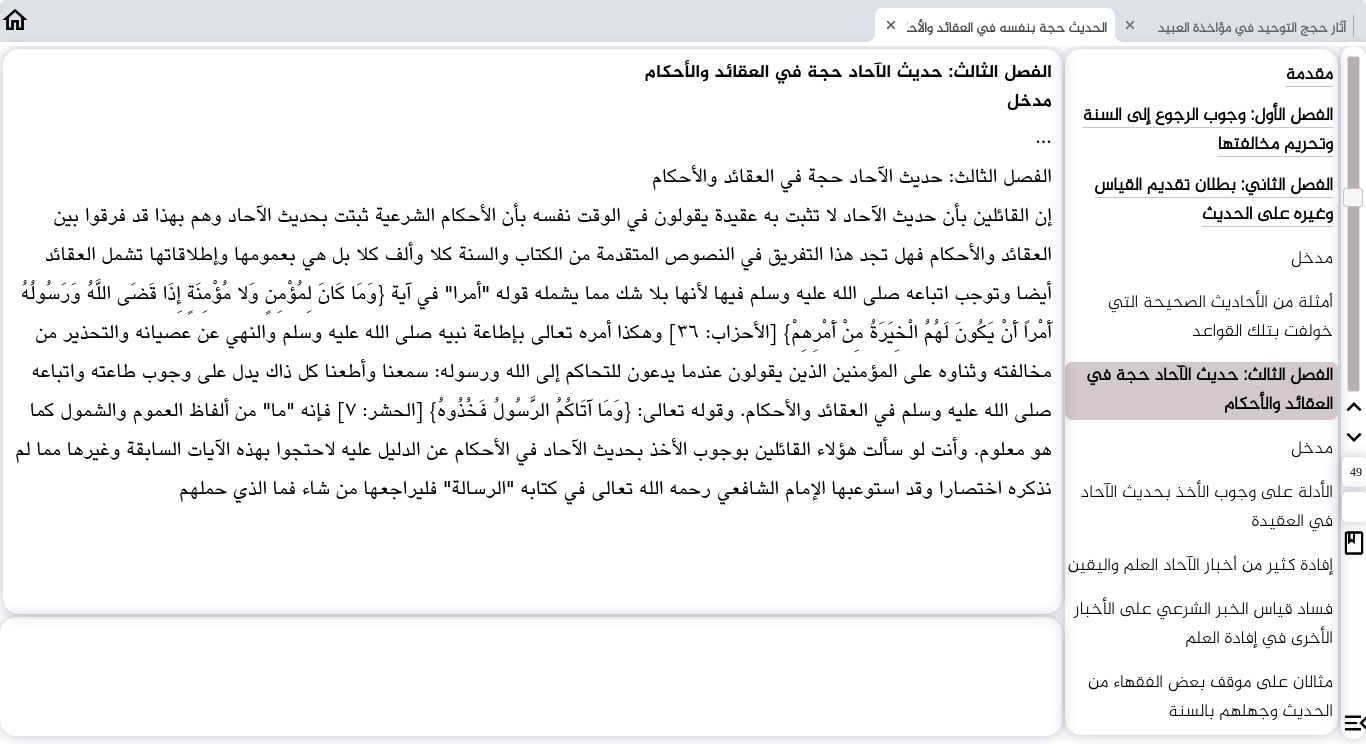 آثار حجج التوحيد في مؤاخذة العبيد
الحديث حجة بنفسه في العقائد والأحك
الفصل الثالث: حديث الآحاد حجة في العقائد والأحكام
مدخل
...
الفصل الثالث: حديث الآحاد حجة في العقائد والأحكام
إن القائلين بأن حديث الآحاد لا تثبت به عقيدة يقولون في الوقت نفسه بأن الأحكام الشرعية ثبتت بحديث الآحاد وهم بهذا قد فرقوا بين
العقائد والأحكام فهل تجد هذا التفريق في النصوص المتقدمة من الكتاب والسنة كلا وألف كلا بل هي بعمومها وإطلاقاتها تشمل العقائد
أيضا وتوجب اتباعه صلى الله عليه وسلم فيها لأنها بلا شك مما يشمله قوله "أمرا" في آية {وَمَا كَانَ لِمُؤْمِنٍ وَلا مُؤْمِنَةٍ إِذَا قَضَى اللَّهُ وَرَسُولُهُ
أَمْراً أَنْ يَكُونَ لَهُمُ الْخِيَرَةُ مِنْ أَمْرِهِمْ} [الأحزاب: ٣٦] وهكذا أمره تعالى بإطاعة نبيه صلى الله عليه وسلم والنهي عن عصيانه والتحذير من
مخالفته وثناوه على المؤمنين الذين يقولون عندما يدعون للتحاكم إلى الله ورسوله: سمعنا وأطعنا كل ذاك يدل على وجوب طاعته واتباعه
صلى الله عليه وسلم في العقائد والأحكام. وقوله تعالى: {وَمَا آتَاكُمُ الرَّسُولُ فَخُذُوهُ} [الحشر: ٧] فإنه "ما" من ألفاظ العموم والشمول كما
هو معلوم. وأنت لو سألت هؤلاء القائلين بوجوب الأخذ بحديث الآحاد في الأحكام عن الدليل عليه لاحتجوا بهذه الآيات السابقة وغيرها مما لم
نذكره اختصارا وقد استوعبها الإمام الشافعي رحمه الله تعالى في كتابه "الرسالة" فليراجعها من شاء فما الذي حملهم
مقدمة
الفصل الأول: وجوب الرجوع إلى السنة
وتحريم مخالفتها
الفصل الثاني: بطلان تقديم القياس
وغيره على الحديث
مدخل
أمثلة من الأحاديث الصحيحة التي
خولفت بتلك القواعد
الفصل الثالث: حديث الآحاد حجة في
العقائد والأحكام
مدخل
الأدلة على وجوب الأخذ بحديث الآحاد
في العقيدة
إفادة كثير من أخبار الآحاد العلم واليقين
فساد قياس الخبر الشرعي على الأخبار
الأخرى في إفادة العلم
مثالان على موقف بعض الفقهاء من
الحديث وجهلهم بالسنة
49